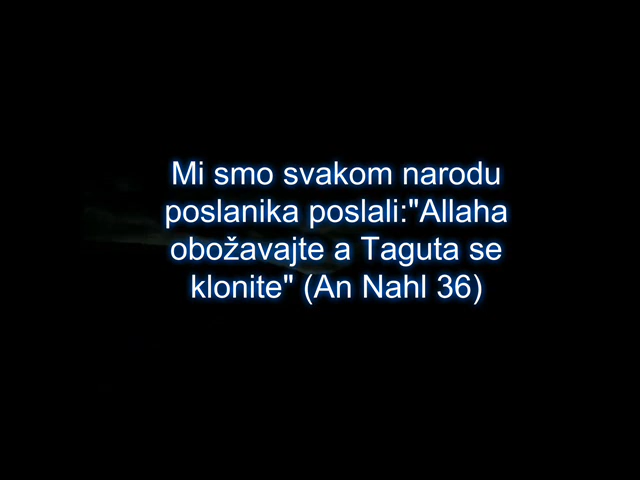 Mi smo svakom narodu
poslanika poslali:"Allaha
obožavajte a Taguta se
klonite" (An Nahl 36)